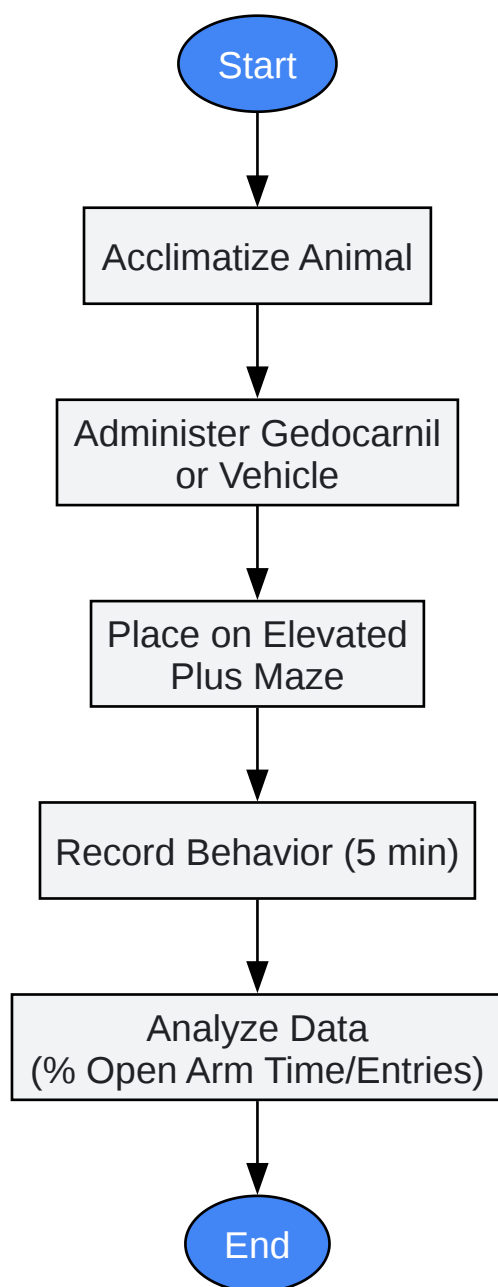 Start
Acclimatize Animal
Administer Gedocarnil
or Vehicle
Place on Elevated
Plus Maze
Record Behavior (5 min)
Analyze Data
(% Open Arm Time/Entries)
End